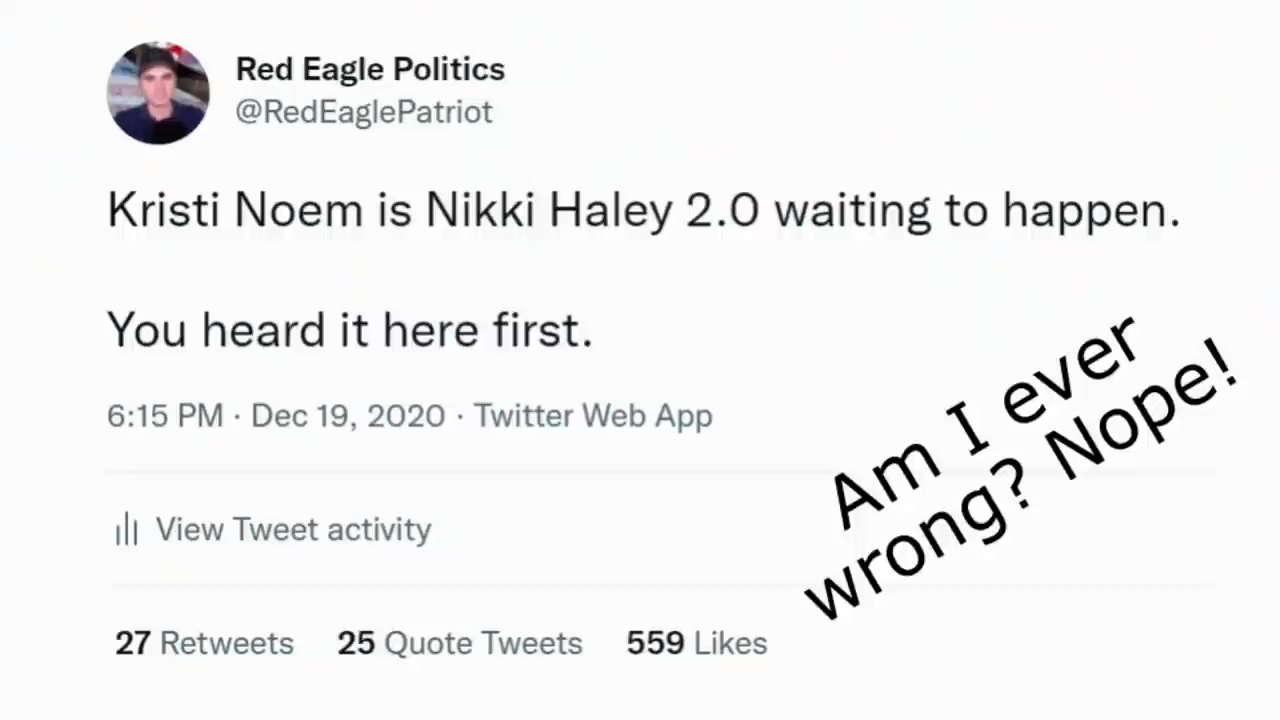 Red Eagle Politics
@RedEaglePatriot
Kristi Noem is Nikki Haley 2.0 waiting to happen.
You heard it here first.
6:15 PM · Dec 19, 2020 · Twitter Web App
Am I ever
wrong? Nope!
View Tweet activity
27 Retweets 25 Quote Tweets 559 Likes